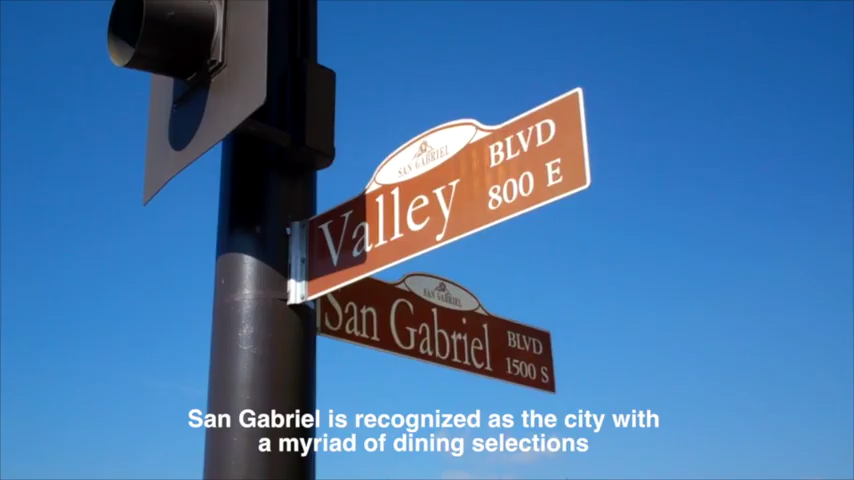 SAN GABRIEL
Valley BLVD
800 E
SAN GABRIEL
San Gabriel BLVD
1500 S
San Gabriel is recognized as the city with
a myriad of dining selections